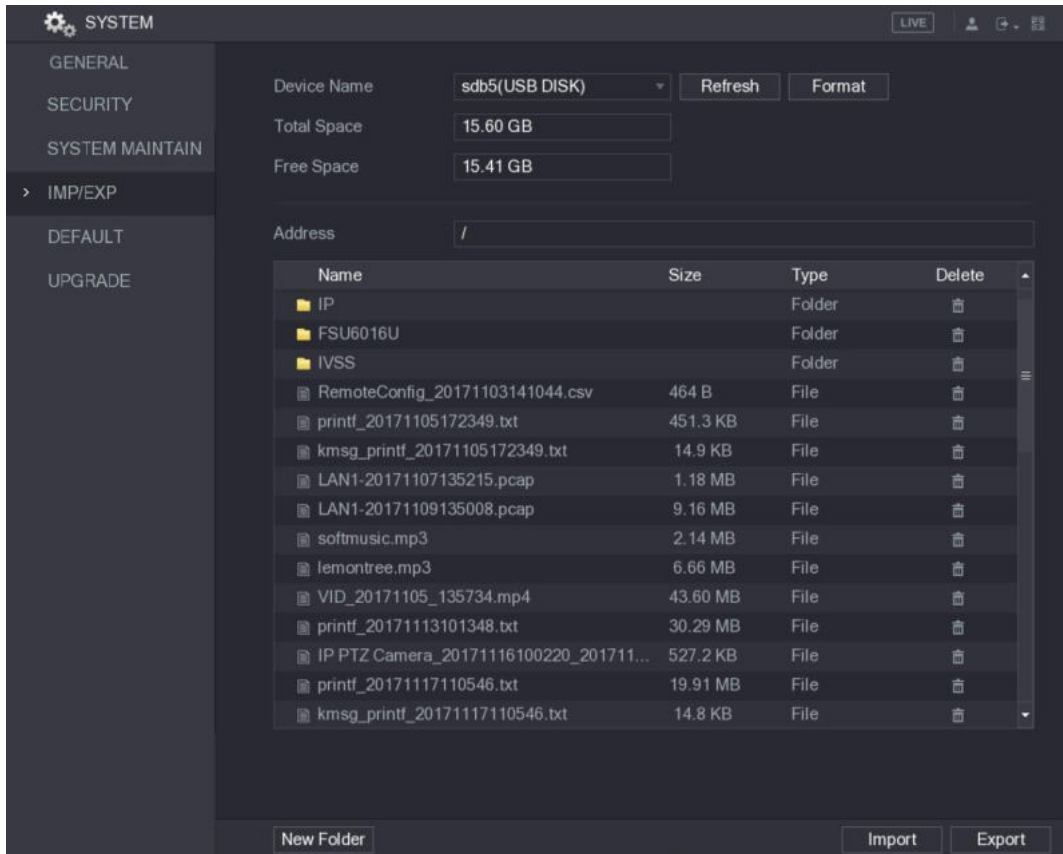 SYSTEM
LIVE
GENERAL
SECURITY
SYSTEM MAINTAIN
> IMP/EXP
DEFAULT
UPGRADE
Device Name sdb5(USB DISK) Refresh Format
Total Space 15.60 GB
Free Space 15.41 GB
Address /
Name Size Type Delete
IP Folder
FSU6016U Folder
IVSS Folder
RemoteConfig_20171103141044.csv 464 B File
printf_20171105172349.txt 451.3 KB File
kmsg_printf_20171105172349.txt 14.9 KB File
LAN1-20171107135215.pcap 1.18 MB File
LAN1-20171109135008.pcap 9.16 MB File
softmusic.mp3 2.14 MB File
lemontree.mp3 6.66 MB File
VID_20171105_135734.mp4 43.60 MB File
printf_20171113101348.txt 30.29 MB File
IP PTZ Camera_20171116100220_201711... 527.2 KB File
printf_20171117110546.txt 19.91 MB File
kmsg_printf_20171117110546.txt 14.8 KB File
New Folder Import Export